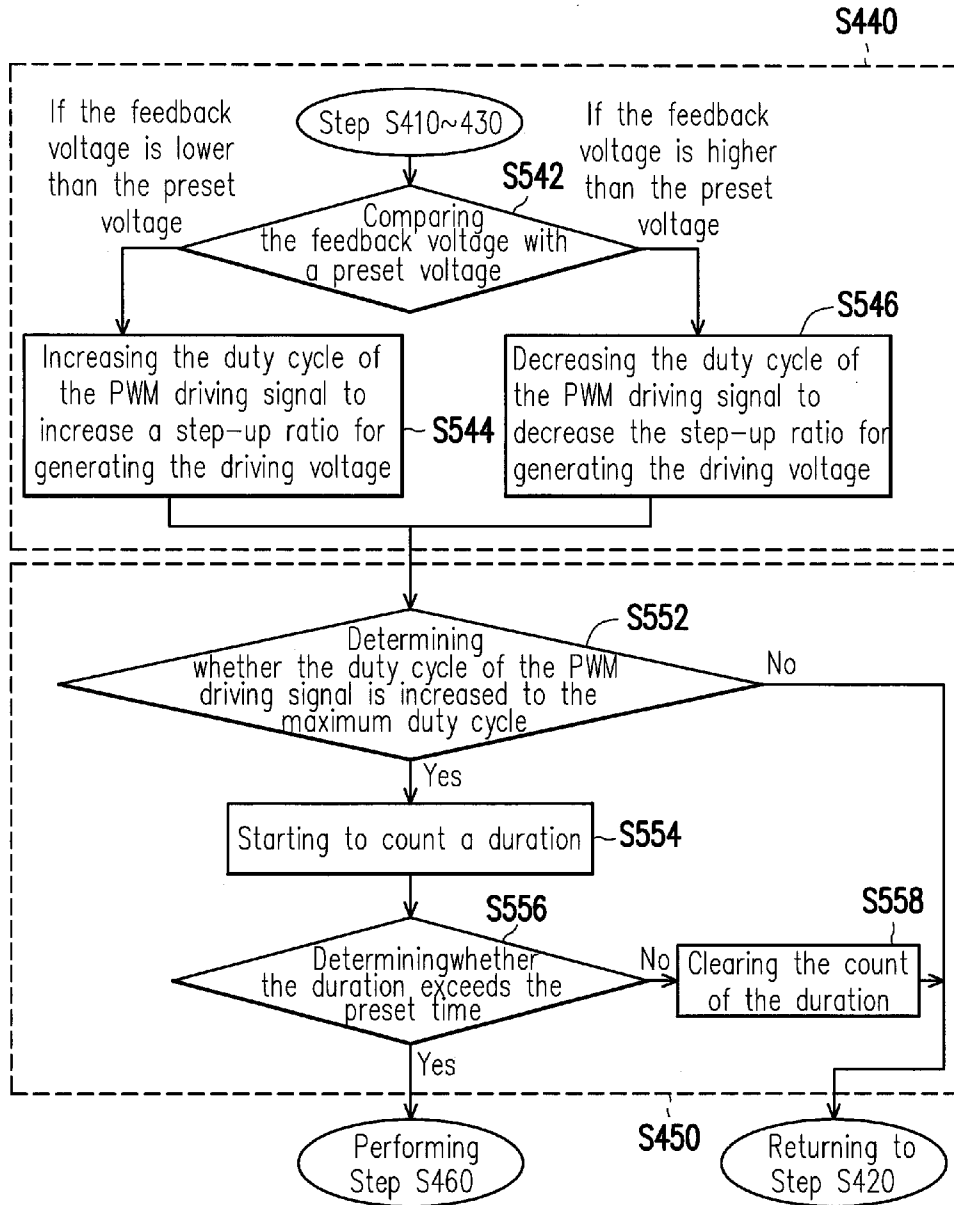 S440
If the feedback
voltage is lower
than the preset
voltage
Step S410~430
If the feedback
voltage is higher
than the preset
voltage
S542
Comparing
the feedback voltage with
a preset voltage
S546
Increasing the duty cycle of
the PWM driving signal to
increase a step-up ratio for
generating the driving voltage
S544
Decreasing the duty cycle of
the PWM driving signal to
decrease the step-up ratio for
generating the driving voltage
S552
Determining
whether the duty cycle of the PWM
driving signal is increased to the
maximum duty cycle
No
Yes
Starting to count a duration
S554
S556
Determiningwhether
the duration exceeds the
preset time
No
S558
Clearing the count
of the duration
Yes
S450
Performing
Step S460
Returning to
Step S420